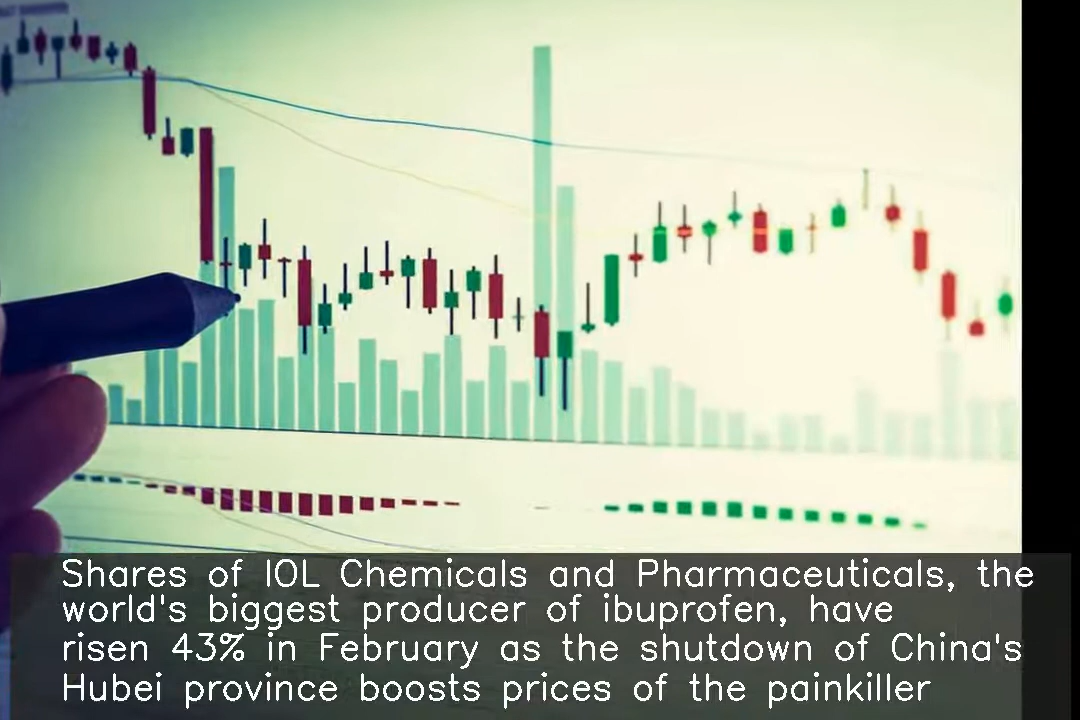 Shares of IOL Chemicals and Pharmaceuticals, the
world's biggest producer of ibuprofen, have
risen 43% in February as the shutdown of China's
Hubei province boosts prices of the painkiller